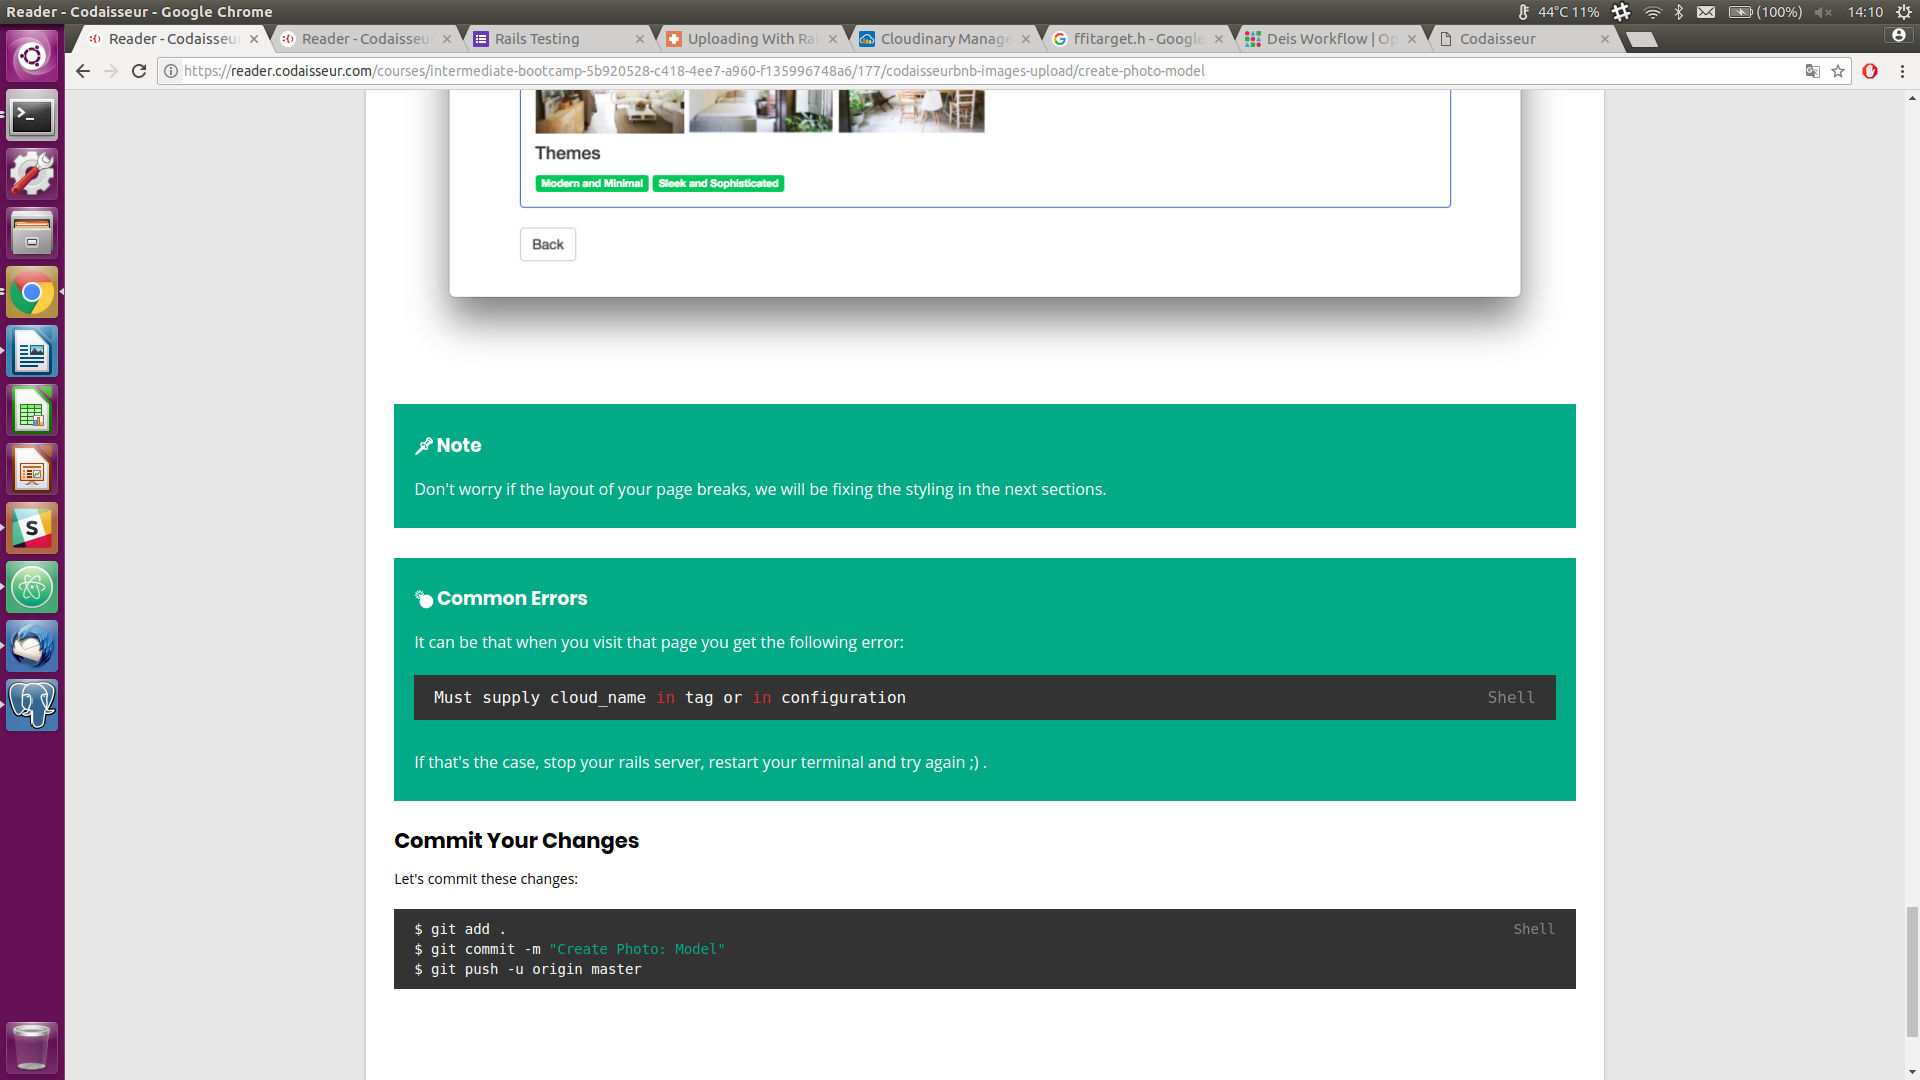 Reader - Codaisseur - Google Chrome
44°C 11%
(100%)
14:10
Reader - Codaisseu
Reader - Codaisseu
Rails Testing
Uploading With Rai
Cloudinary Manage
ffitarget.h - Google
Deis Workflow | Op
Codaisseur
https://reader.codaisseur.com/courses/intermediate-bootcamp-5b920528-c418-4ee7-a960-f135996748a6/177/codaisseurbnb-images-upload/create-photo-model
Themes
Modern and Minimal
Sleek and Sophisticated
Back
Note
Don't worry if the layout of your page breaks, we will be fixing the styling in the next sections.
Common Errors
It can be that when you visit that page you get the following error:
Must supply cloud_name in tag or in configuration
Shell
If that's the case, stop your rails server, restart your terminal and try again ;) .
Commit Your Changes
Let's commit these changes:
$ git add .
Shell
$ git commit -m "Create Photo: Model"
$ git push -u origin master